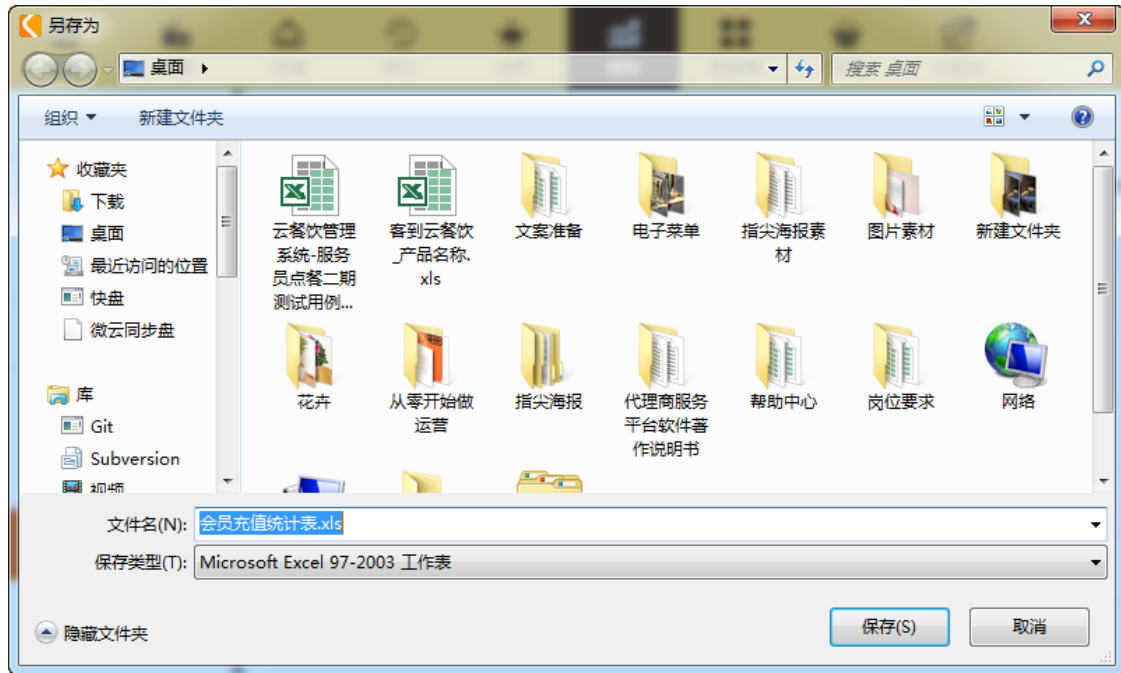 另存为
桌面
搜索 桌面
组织
新建文件夹
收藏夹
下载
桌面
最近访问的位置
快盘
微云同步盘
库
Git
Subversion
视频
云餐饮管理
系统-服务
员点餐二期
测试用例...
客到云餐饮
_产品名称.
xls
文案准备
电子菜单
指尖海报素
材
图片素材
新建文件夹
花卉
从零开始做
运营
指尖海报
代理商服务
平台软件著
作说明书
帮助中心
岗位要求
网络
文件名(N):
会员充值统计表.xls
保存类型(T):
Microsoft Excel 97-2003 工作表
隐藏文件夹
保存(S)
取消